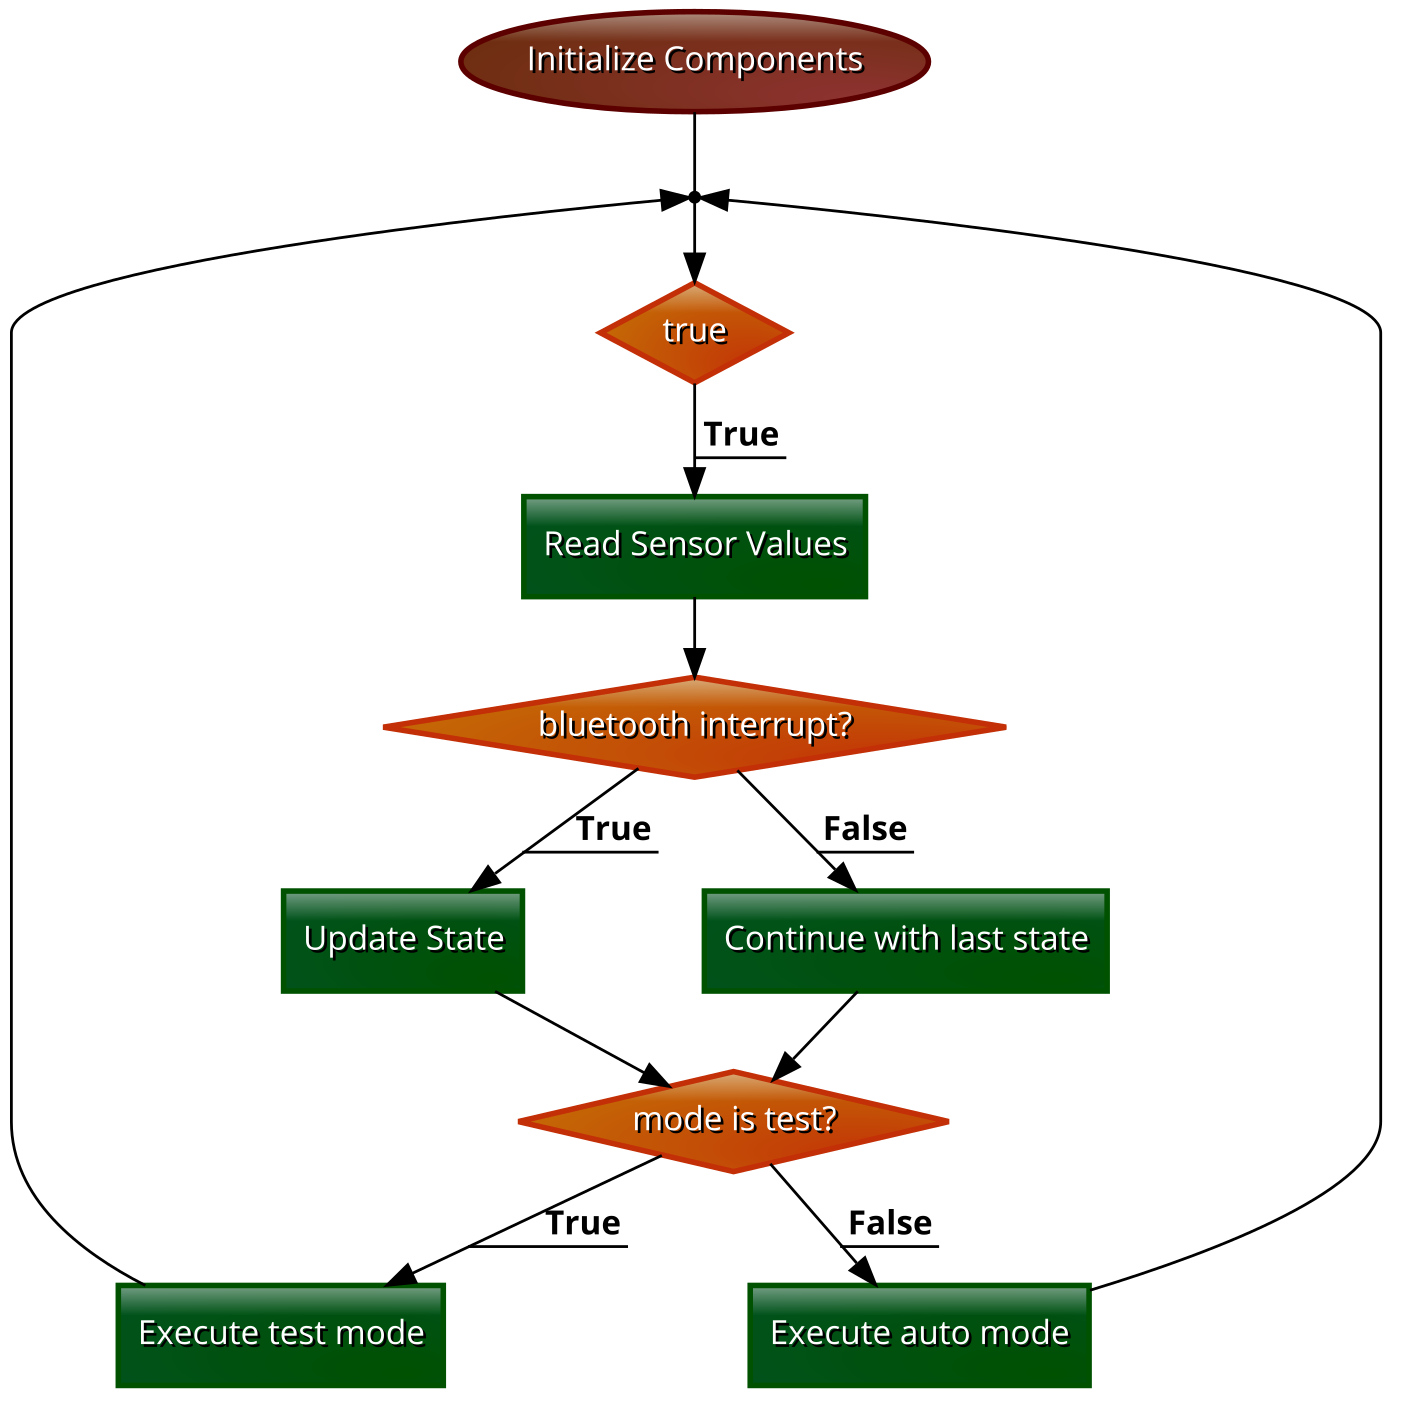 Initialize Components
true
True
Read Sensor Values
bluetooth interrupt?
True
False
Update State
Continue with last state
mode is test?
True
False
Execute test mode
Execute auto mode